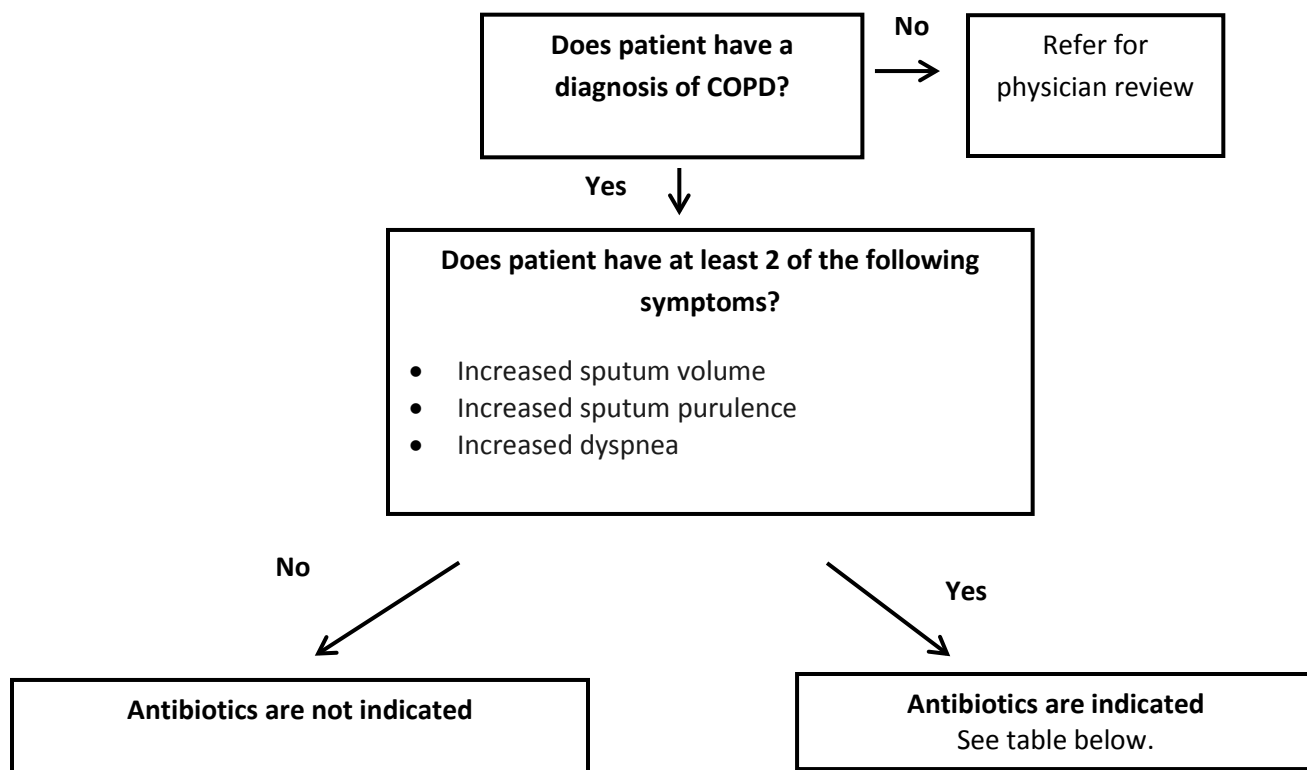 Does patient have a
diagnosis of COPD?
No
Refer for
physician review
Yes
Does patient have at least 2 of the following
symptoms?
• Increased sputum volume
• Increased sputum purulence
• Increased dyspnea
No
Yes
Antibiotics are not indicated
Antibiotics are indicated
See table below.